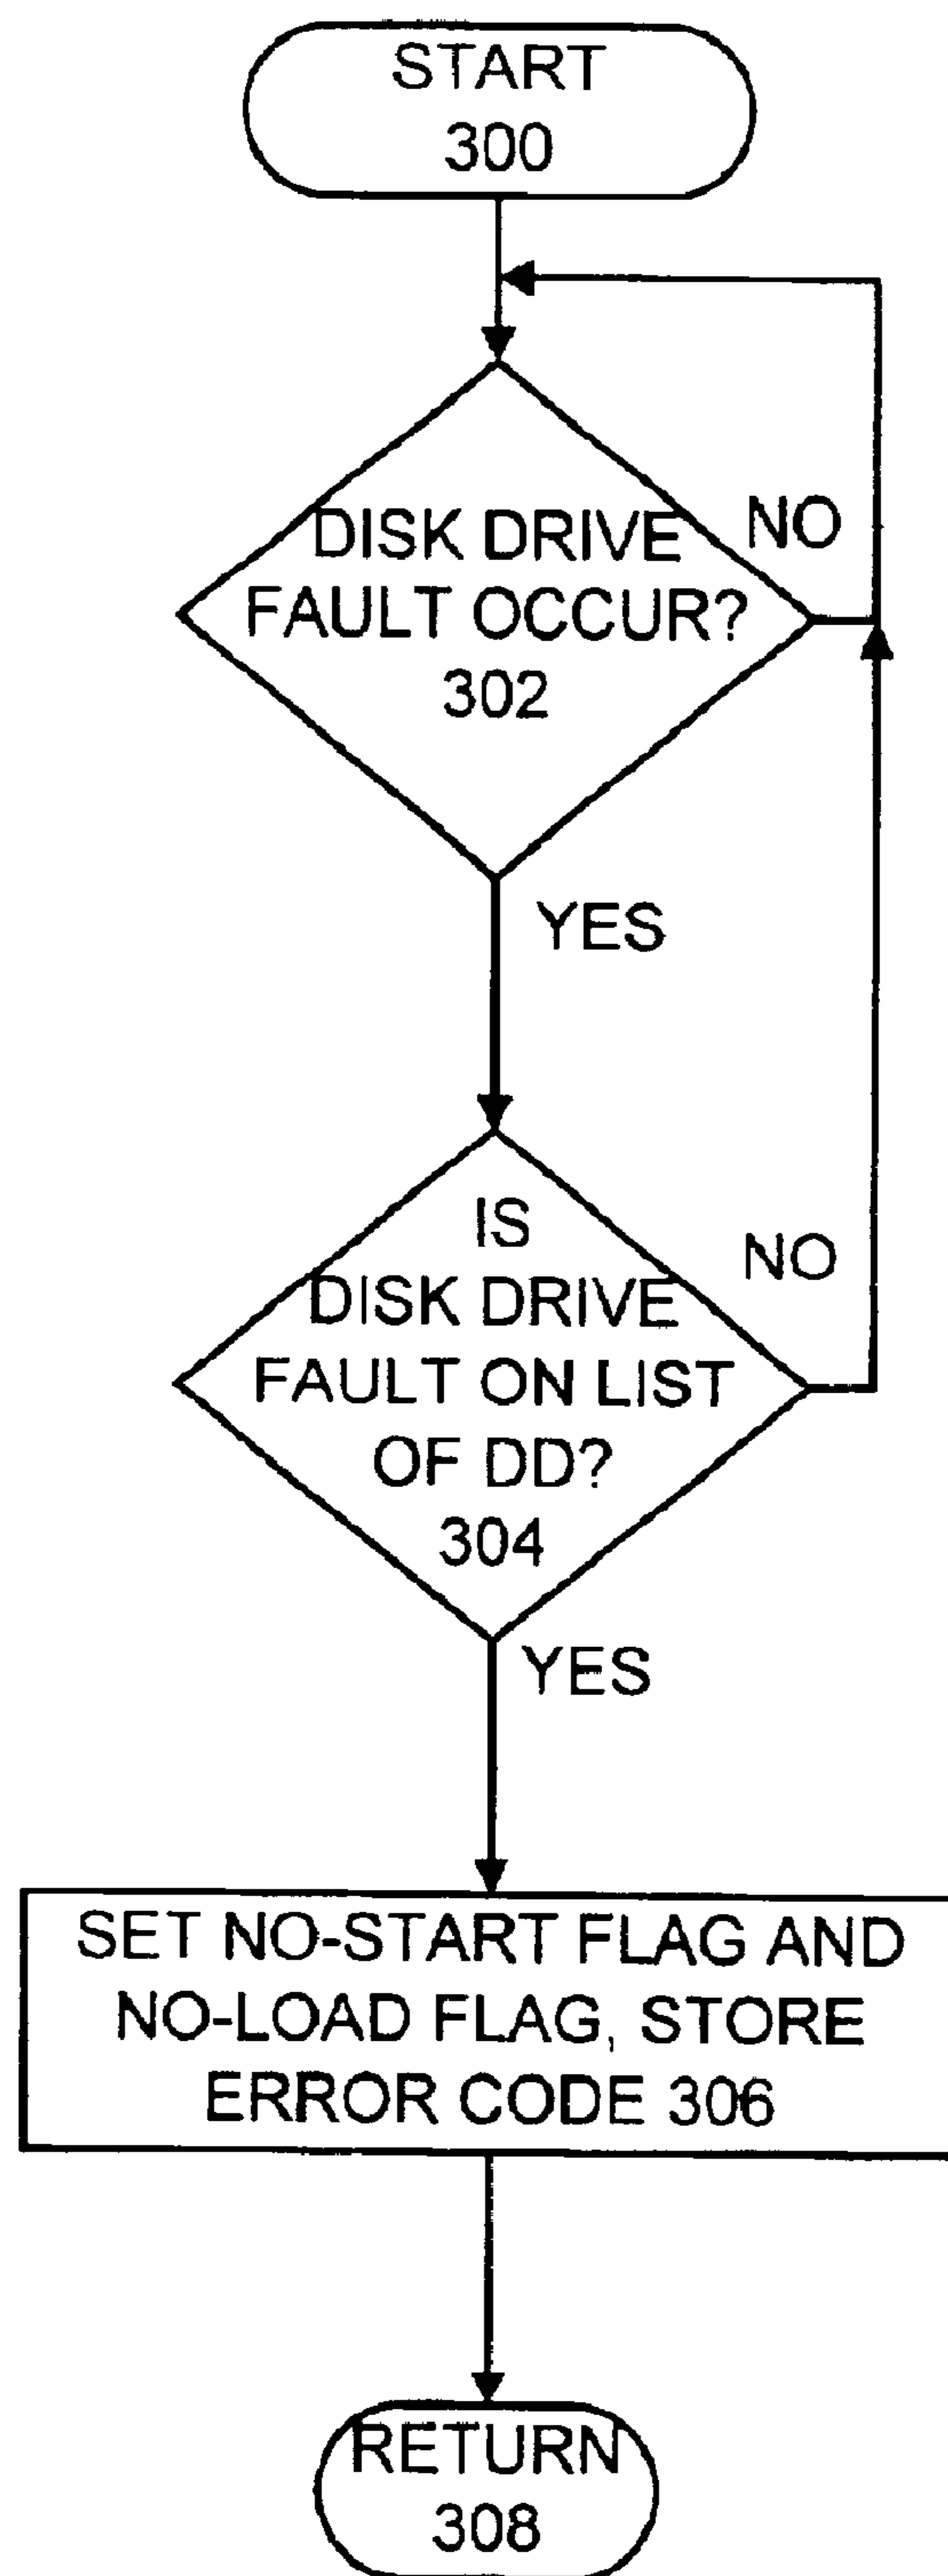 START
300
DISK DRIVE
FAULT OCCUR?
302
NO
YES
IS
DISK DRIVE
FAULT ON LIST
OF DD?
304
NO
YES
SET NO-START FLAG AND
NO-LOAD FLAG, STORE
ERROR CODE 306
RETURN
308